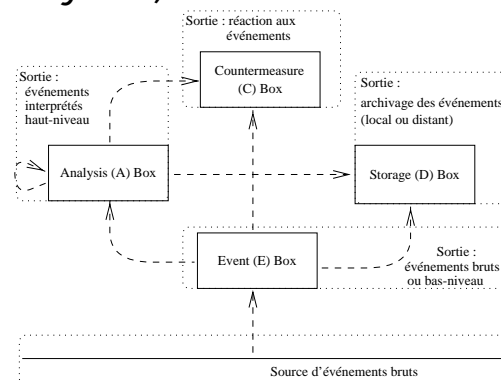 Sortie : réaction aux
événements
Countermeasure
(C) Box
Sortie :
événements
interprétés
haut-niveau
Sortie :
archivage des événements
(local ou distant)
Analysis (A) Box
Storage (D) Box
Event (E) Box
Sortie :
événements bruts
ou bas-niveau
Source d'événements bruts